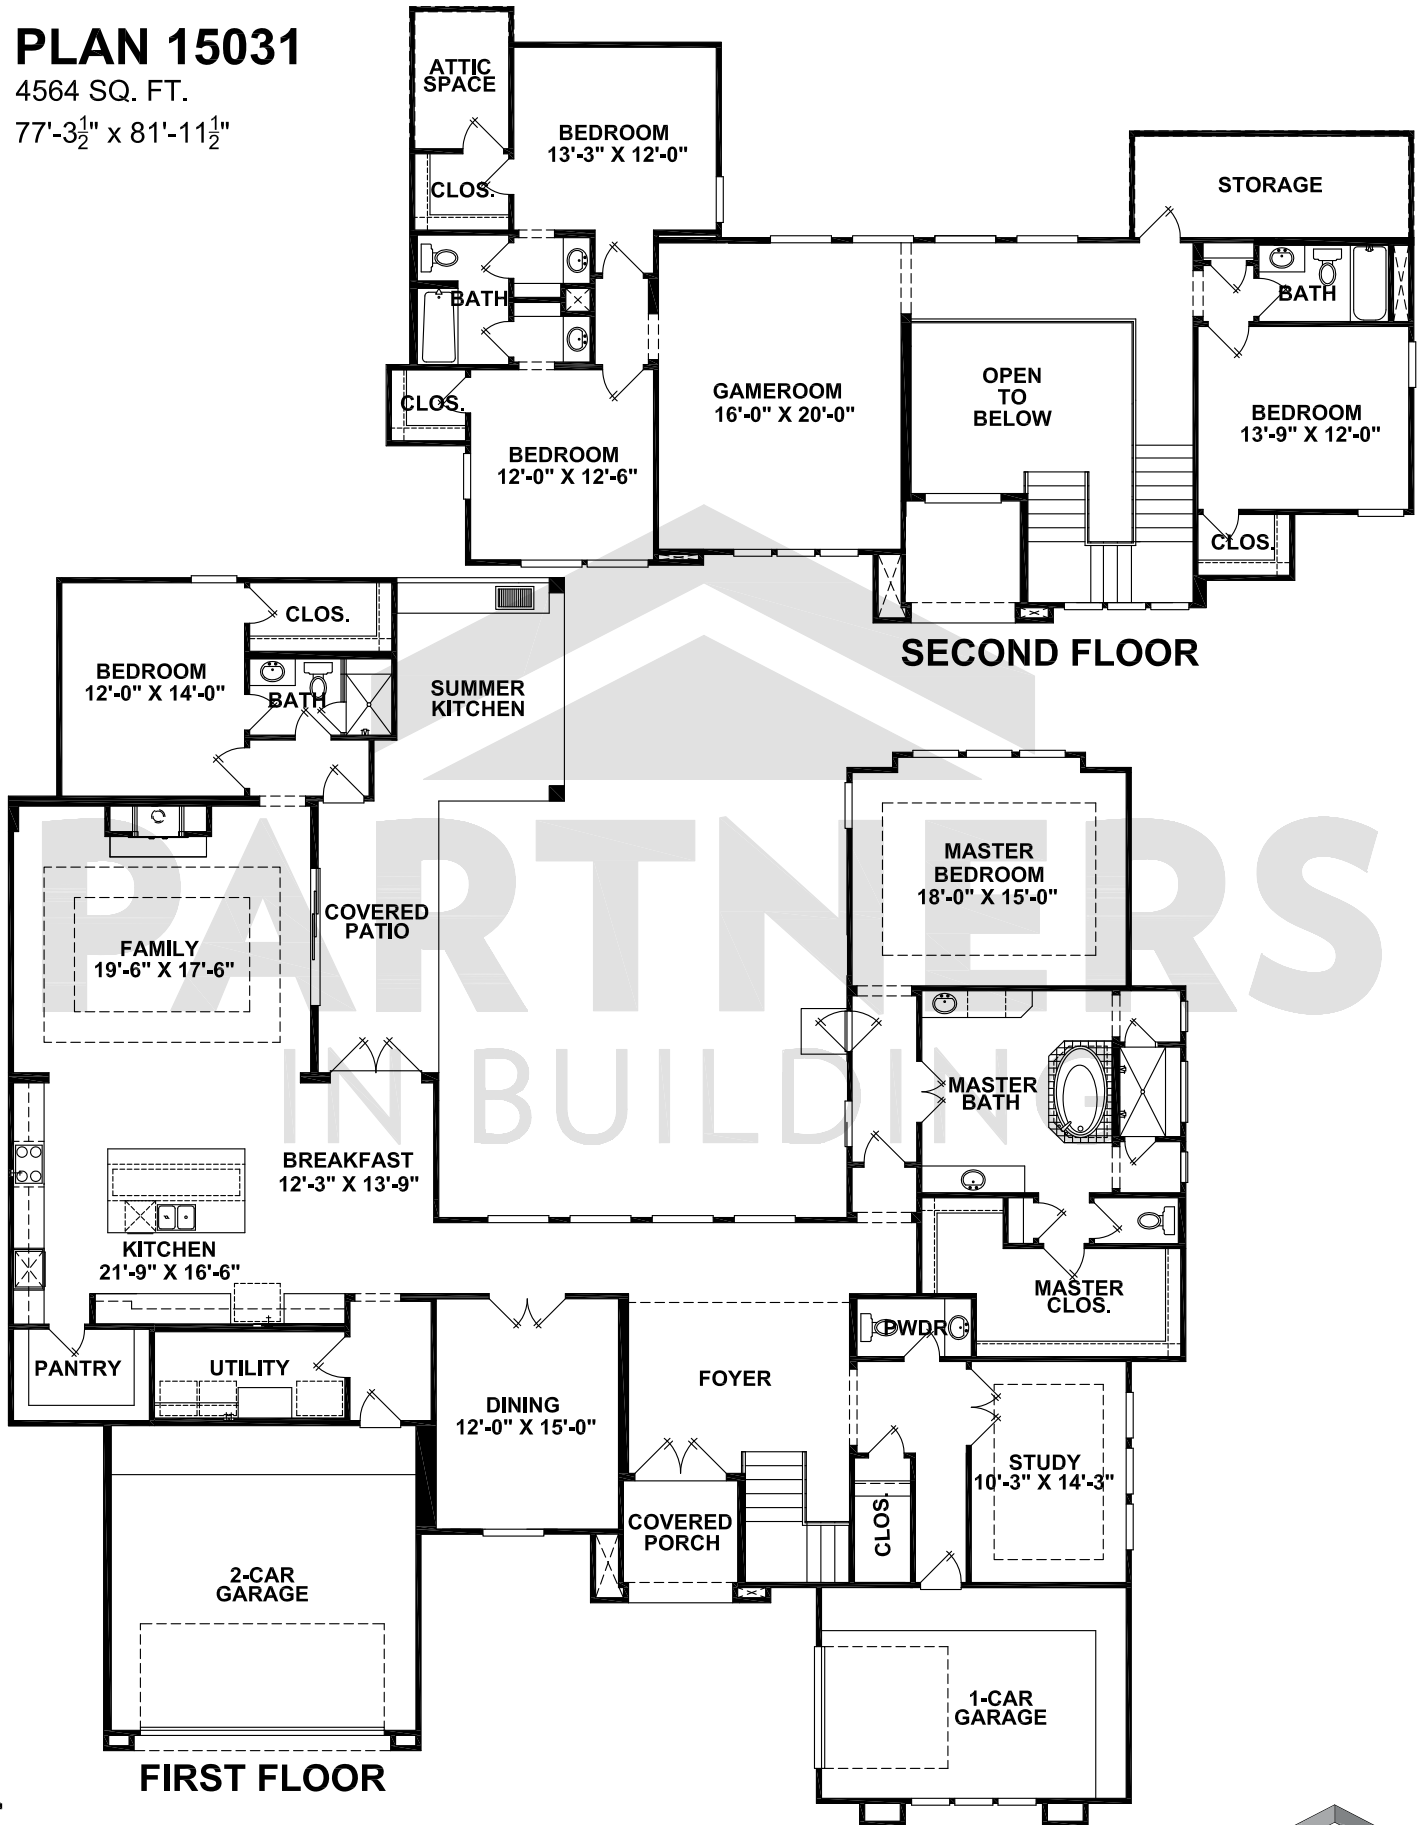 PLAN 15031
4564 SQ. FT.
77'-3½" x 81'-11½"
ATTIC
SPACE
BEDROOM
13'-3" X 12'-0"
CLOS.
STORAGE
BATH
BATH
CLOS.
GAMEROOM
16'-0" X 20'-0"
OPEN
TO
BELOW
BEDROOM
13'-9" X 12'-0"
BEDROOM
12'-0" X 12'-6"
CLOS.
SECOND FLOOR
CLOS.
BEDROOM
12'-0" X 14'-0"
BATH
SUMMER
KITCHEN
PARTNERS
IN BUILDING
MASTER
BEDROOM
18'-0" X 15'-0"
COVERED
PATIO
FAMILY
19'-6" X 17'-6"
MASTER
BATH
BREAKFAST
12'-3" X 13'-9"
KITCHEN
21'-9" X 16'-6"
MASTER
CLOS.
PWDR
PANTRY
UTILITY
FOYER
DINING
12'-0" X 15'-0"
STUDY
10'-3" X 14'-3"
CLOS.
COVERED
PORCH
2-CAR
GARAGE
1-CAR
GARAGE
FIRST FLOOR